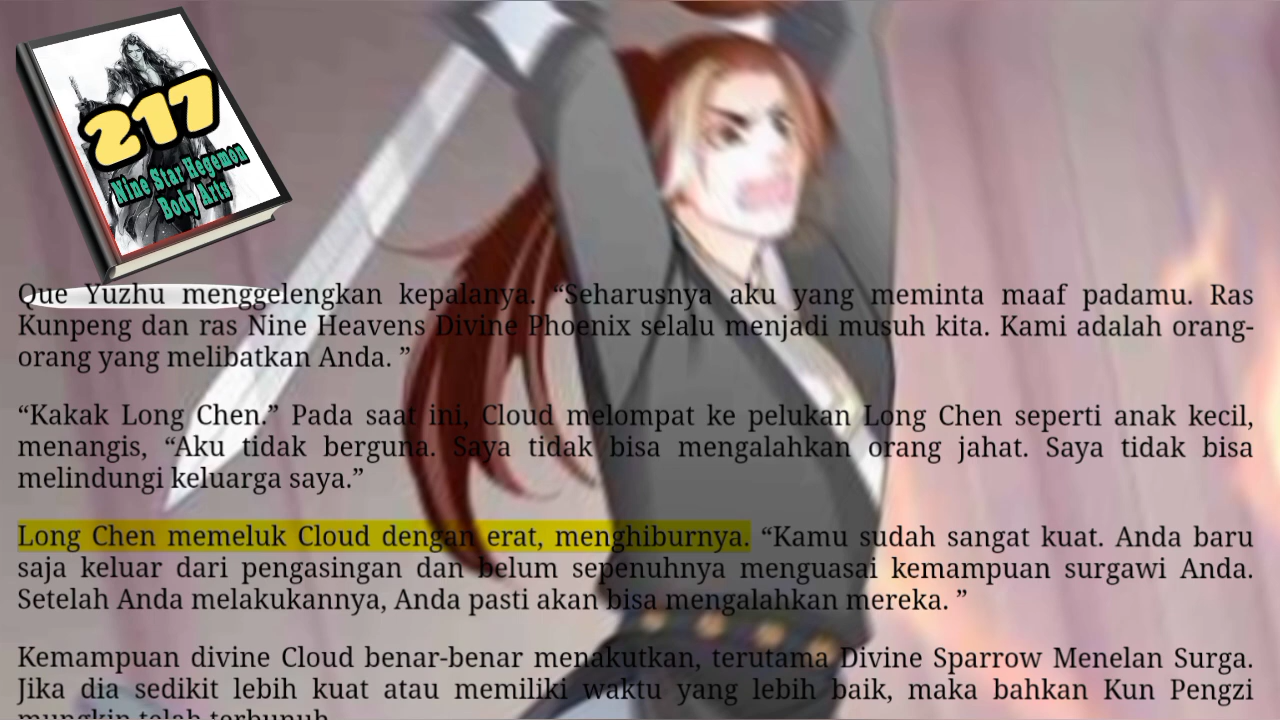 217
Nine Star Hegemon
Body Arts
Que Yuzhu menggelengkan kepalanya. “Seharusnya aku yang meminta maaf padamu. Ras
Kunpeng dan ras Nine Heavens Divine Phoenix selalu menjadi musuh kita. Kami adalah orang-
orang yang melibatkan Anda. ”
“Kakak Long Chen.” Pada saat ini, Cloud melompat ke pelukan Long Chen seperti anak kecil,
menangis, “Aku tidak berguna. Saya tidak bisa mengalahkan orang jahat. Saya tidak bisa
melindungi keluarga saya.”
Long Chen memeluk Cloud dengan erat, menghiburnya. “Kamu sudah sangat kuat. Anda baru
saja keluar dari pengasingan dan belum sepenuhnya menguasai kemampuan surgawi Anda.
Setelah Anda melakukannya, Anda pasti akan bisa mengalahkan mereka. ”
Kemampuan divine Cloud benar-benar menakutkan, terutama Divine Sparrow Menelan Surga.
Jika dia sedikit lebih kuat atau memiliki waktu yang lebih baik, maka bahkan Kun Pengzi
mungkin telah terbunuh.